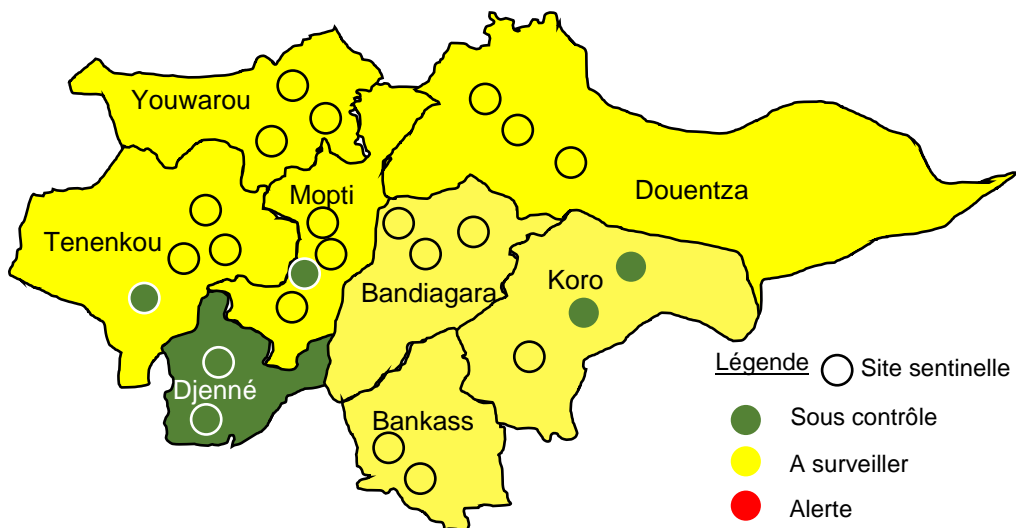 Youwarou
Mopti
Douentza
Tenenkou
Koro
Bandiagara
Djenné
Bankass
Légende
Site sentinelle
Sous contrôle
A surveiller
Alerte